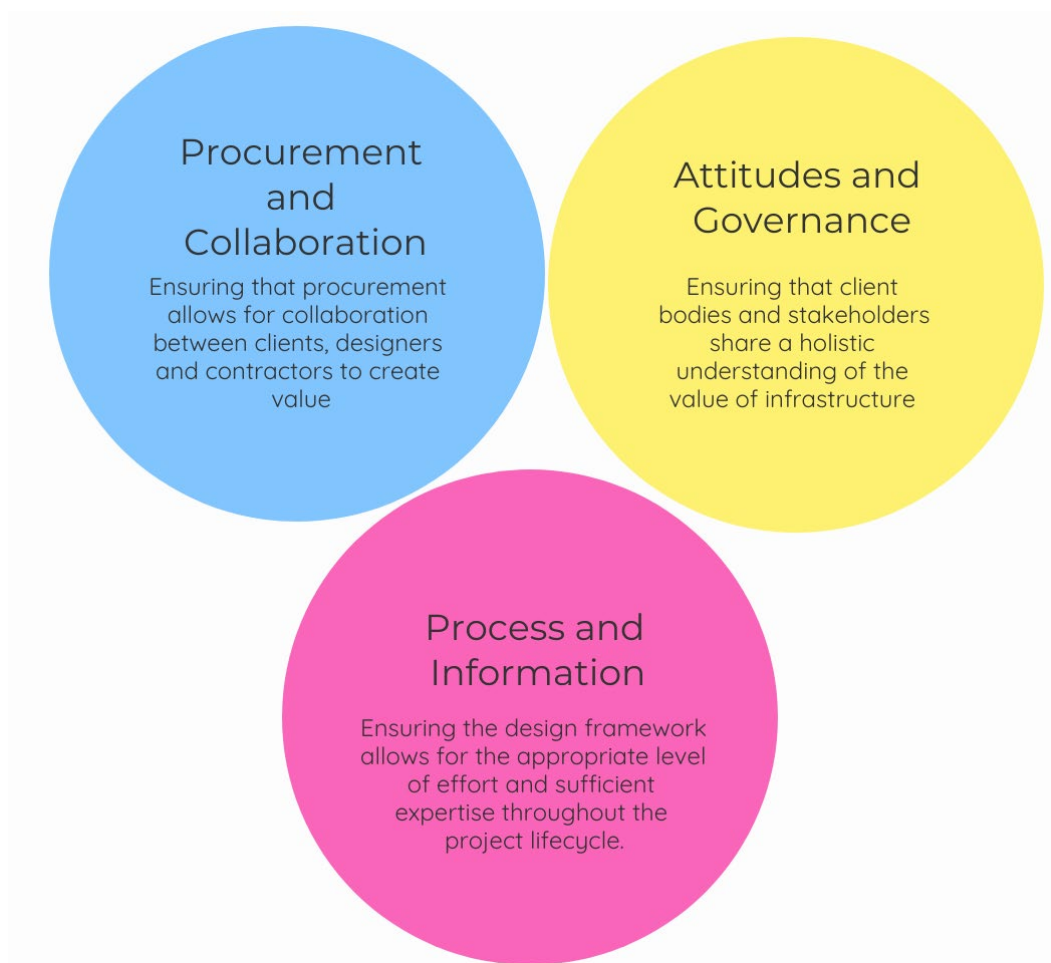 Procurement
and
Collaboration
Ensuring that procurement
allows for collaboration
between clients, designers
and contractors to create
value
Attitudes and
Governance
Ensuring that client
bodies and stakeholders
share a holistic
understanding of the
value of infrastructure
Process and
Information
Ensuring the design framework
allows for the appropriate level
of effort and sufficient
expertise throughout the
project lifecycle.